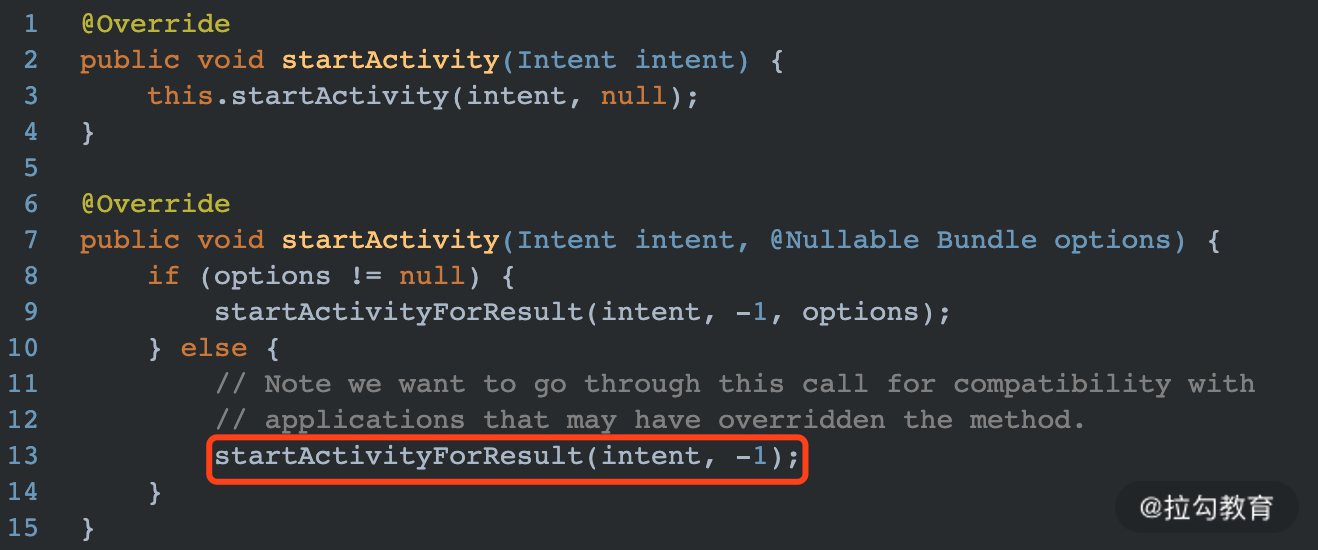 1 @Override
2 public void startActivity(Intent intent) {
3 this.startActivity(intent, null);
4 }
5
6 @Override
7 public void startActivity(Intent intent, @Nullable Bundle options) {
8 if (options != null) {
9 startActivityForResult(intent, -1, options);
10 } else {
11 // Note we want to go through this call for compatibility with
12 // applications that may have overridden the method.
13 startActivityForResult(intent, -1);
14 }
15 }
@拉勾教育